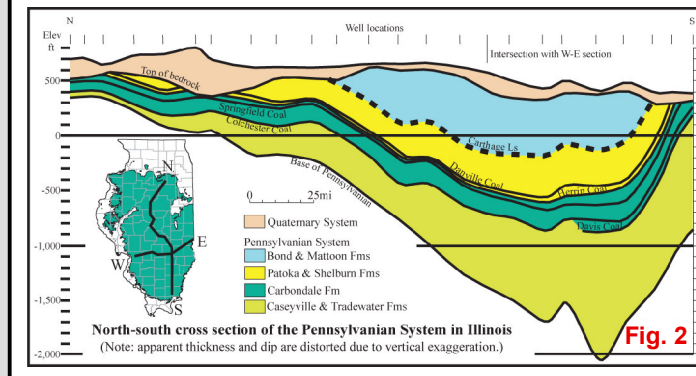 N
S
Elev
ft
Well locations
Intersection with W-E section
500
0
-500
-1,000
-1,500
-2,000
Top of bedrock
Springfield Coal
Colchester Coal
Base of Pennsylvanian
Carthage Ls
Danville Coal
Herrin Coal
Davis Coal
N
E
W
S
0 25mi
Quaternary System
Pennsylvanian System
Bond & Mattoon Fms
Patoka & Shelburn Fms
Carbondale Fm
Caseyville & Tradewater Fms
North-south cross section of the Pennsylvanian System in Illinois
(Note: apparent thickness and dip are distorted due to vertical exaggeration.)
Fig. 2